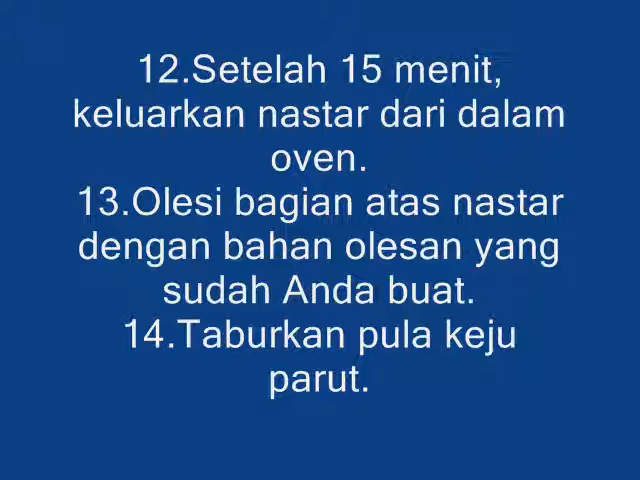 12.Setelah 15 menit,
keluarkan nastar dari dalam
oven.
13.Olesi bagian atas nastar
dengan bahan olesan yang
sudah Anda buat.
14.Taburkan pula keju
parut.